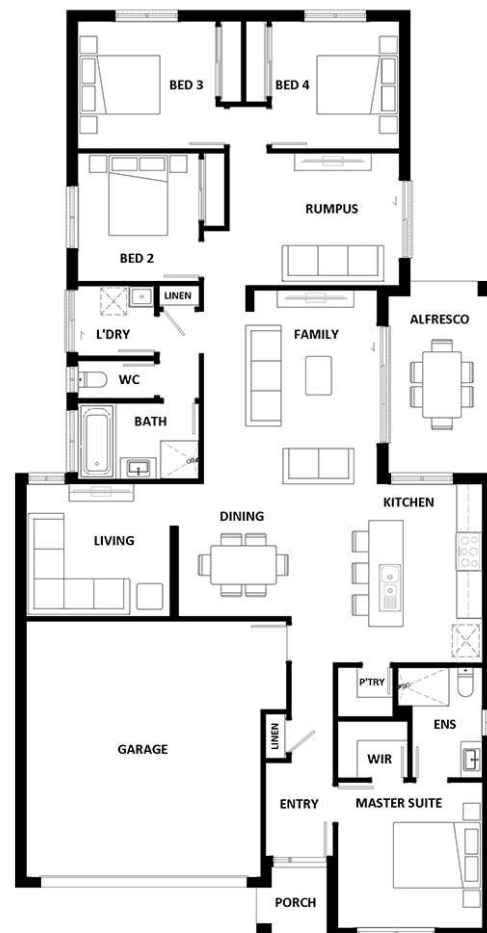 BED 3
BED 4
RUMPUS
BED 2
LINEN
L'DRY
FAMILY
ALFRESCO
WC
BATH
KITCHEN
DINING
LIVING
P'TRY
ENS
LINEN
GARAGE
WIR
ENTRY
MASTER SUITE
PORCH